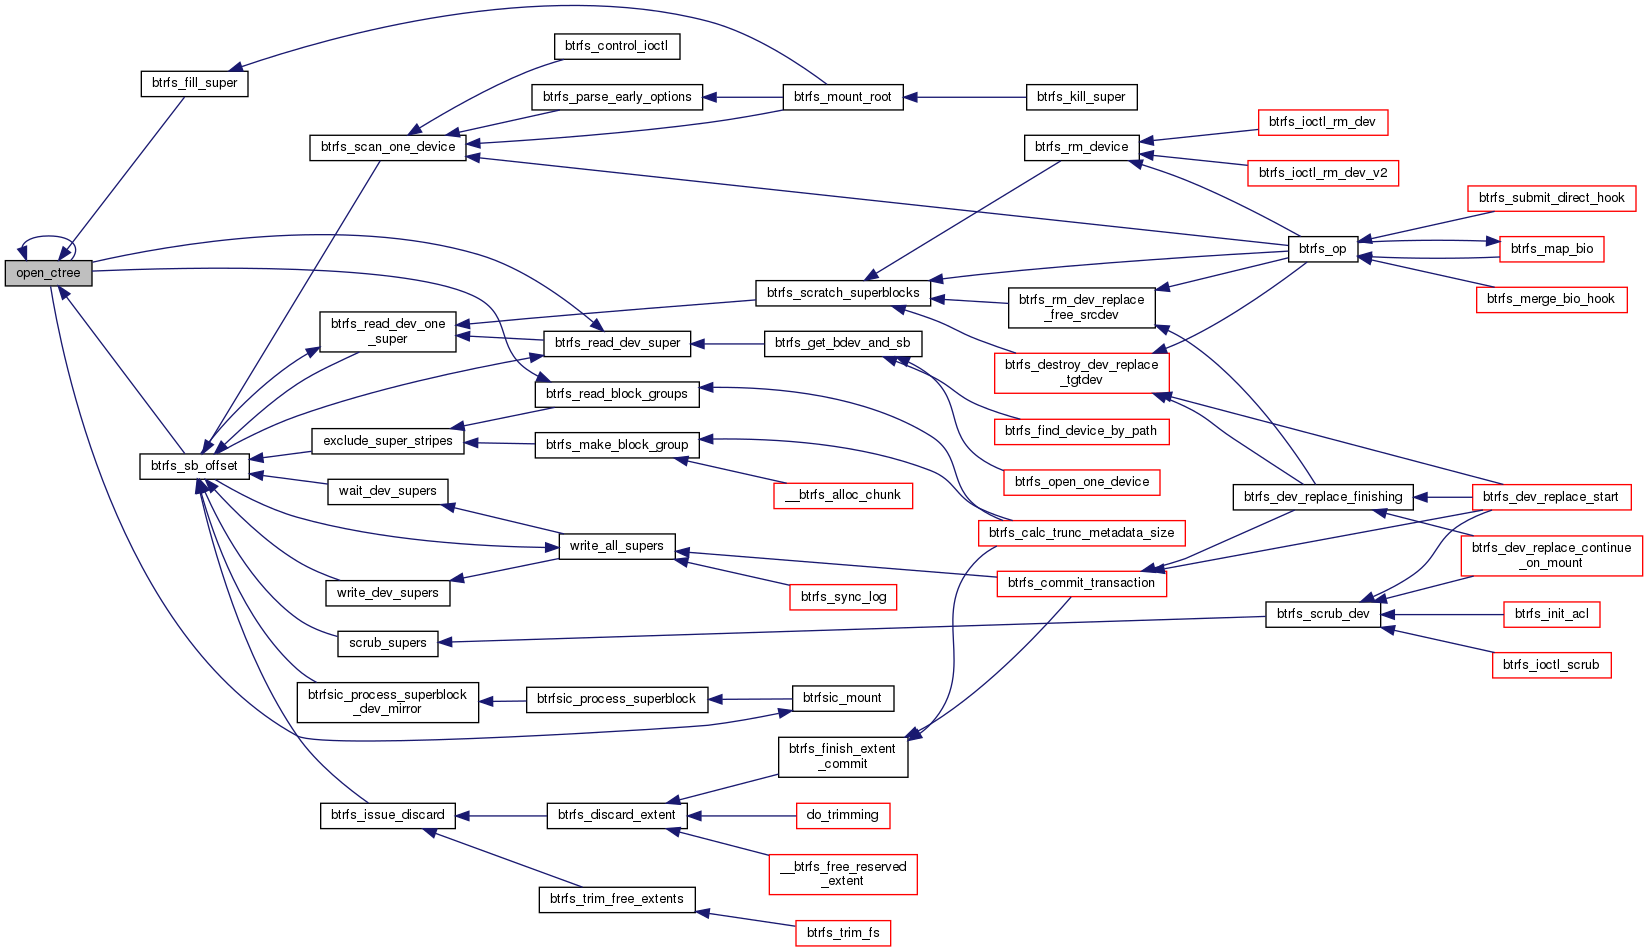 open_ctree
btrfs_fill_super
btrfs_sb_offset
btrfs_control_ioctl
btrfs_parse_early_options
btrfs_scan_one_device
btrfs_read_dev_one
_super
btrfs_read_dev_super
btrfs_read_block_groups
exclude_super_stripes
btrfs_make_block_group
wait_dev_supers
write_all_supers
write_dev_supers
scrub_supers
btrfsic_process_superblock
_dev_mirror
btrfsic_process_superblock
btrfs_issue_discard
btrfs_discard_extent
btrfs_trim_free_extents
btrfs_mount_root
btrfs_kill_super
btrfs_scratch_superblocks
btrfs_get_bdev_and_sb
__btrfs_alloc_chunk
btrfs_sync_log
btrfsic_mount
btrfs_finish_extent
_commit
do_trimming
__btrfs_free_reserved
_extent
btrfs_trim_fs
btrfs_rm_device
btrfs_rm_dev_replace
_free_srcdev
btrfs_destroy_dev_replace
_tgtdev
btrfs_find_device_by_path
btrfs_open_one_device
btrfs_calc_trunc_metadata_size
btrfs_commit_transaction
btrfs_ioctl_rm_dev
btrfs_ioctl_rm_dev_v2
btrfs_op
btrfs_dev_replace_finishing
btrfs_scrub_dev
btrfs_submit_direct_hook
btrfs_map_bio
btrfs_merge_bio_hook
btrfs_dev_replace_start
btrfs_dev_replace_continue
_on_mount
btrfs_init_acl
btrfs_ioctl_scrub